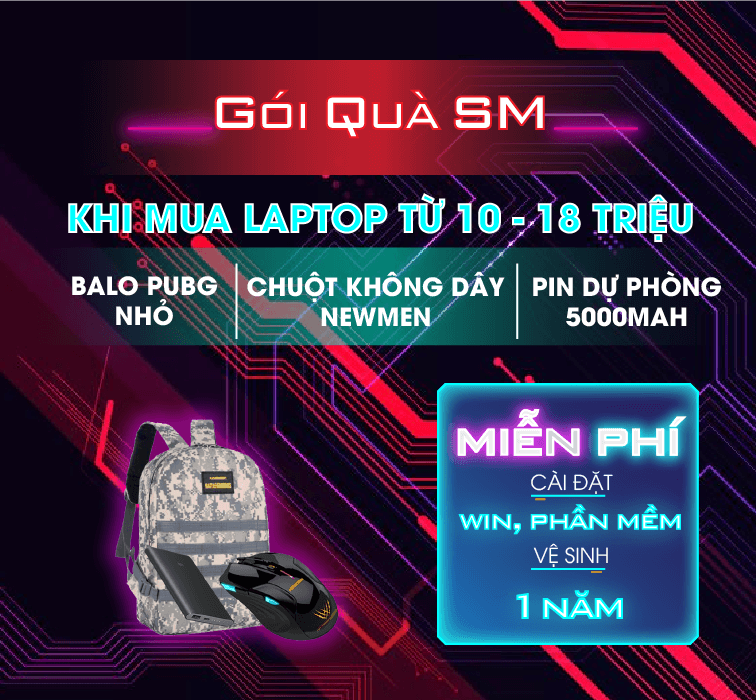 Gói Quà SM
KHI MUA LAPTOP TỪ 10 - 18 TRIỆU
BALO PUBG
NHỎ
CHUỘT KHÔNG DÂY
NEWMEN
PIN DỰ PHÒNG
5000MAH
MIỄN PHÍ
CÀI ĐẶT
WIN, PHẦN MỀM
VỆ SINH
1 NĂM